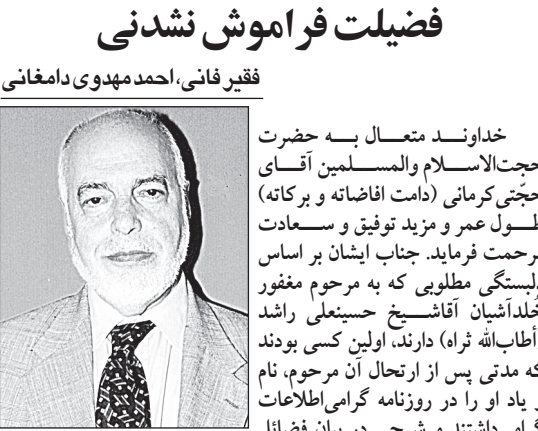 فضیلت فراموش نشدنی
فقیر فانی، احمد مهدوی دامغانی
خداوند متعال به حضرت
حجت‌الاسلام والمسلمین آقای
حجّتی‌کرمانی (دامت افاضاته و برکاته)
طول عمر و مزید توفیق و سعادت
مرحمت فرماید. جناب ایشان بر اساس
دلبستگی مطلوبی که به مرحوم مغفور
خُلدآشیان آقاشیخ حسینعلی راشد
(أطاب‌الله ثراه) دارند، اولین کسی بودند
که مدتی پس از ارتحال آن مرحوم، نام
و یاد او را در روزنامه گرامی‌اطلاعات